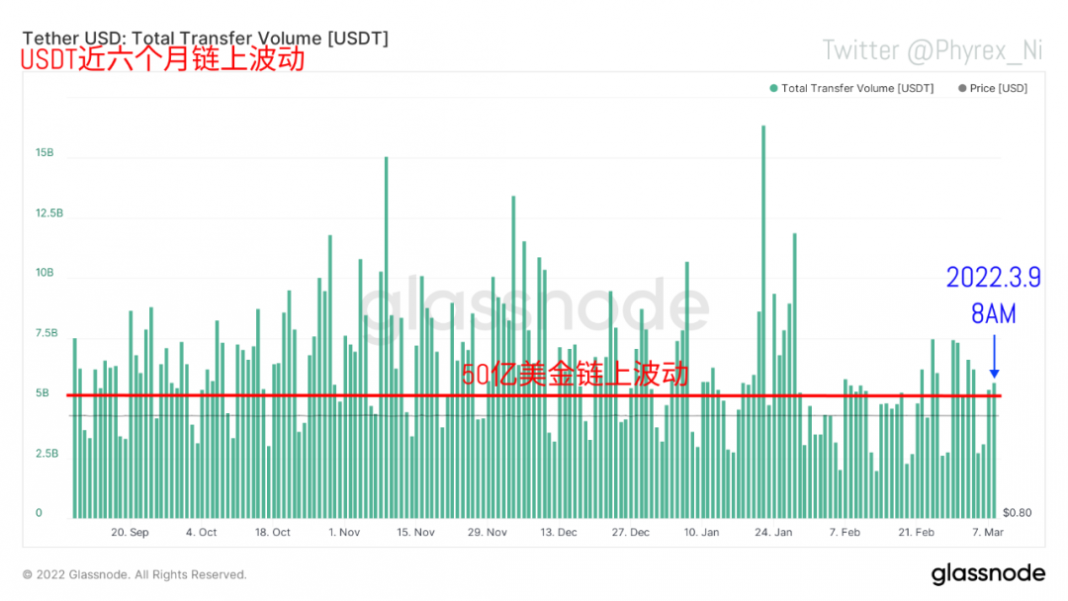 Tether USD: Total Transfer Volume [USDT]
USDT近六个月链上波动
Twitter @Phyrex_Ni
Total Transfer Volume [USDT]
Price [USD]
15B
12.5B
10B
7.5B
5B
2.5B
0
glassnode
50亿美金链上波动
2022.3.9
8AM
$0.80
20. Sep
4. Oct
18. Oct
1. Nov
15. Nov
29. Nov
13. Dec
27. Dec
10. Jan
24. Jan
7. Feb
21. Feb
7. Mar
© 2022 Glassnode. All Rights Reserved.
glassnode